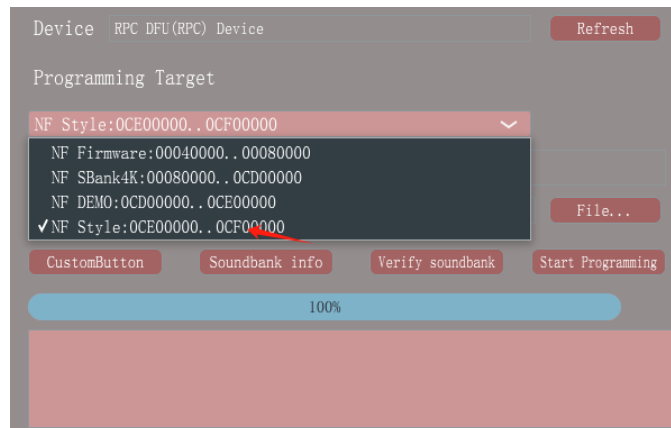 Device RPC DFU(RPC) Device Refresh
Programming Target
NF Style:0CE00000..0CF00000
NF Firmware:00040000..00080000
NF SBank4K:00080000..0CD00000
NF DEMO:0CD00000..0CE00000
✓NF Style:0CE00000..0CF00000
File...
CustomButton Soundbank info Verify soundbank Start Programming
100%